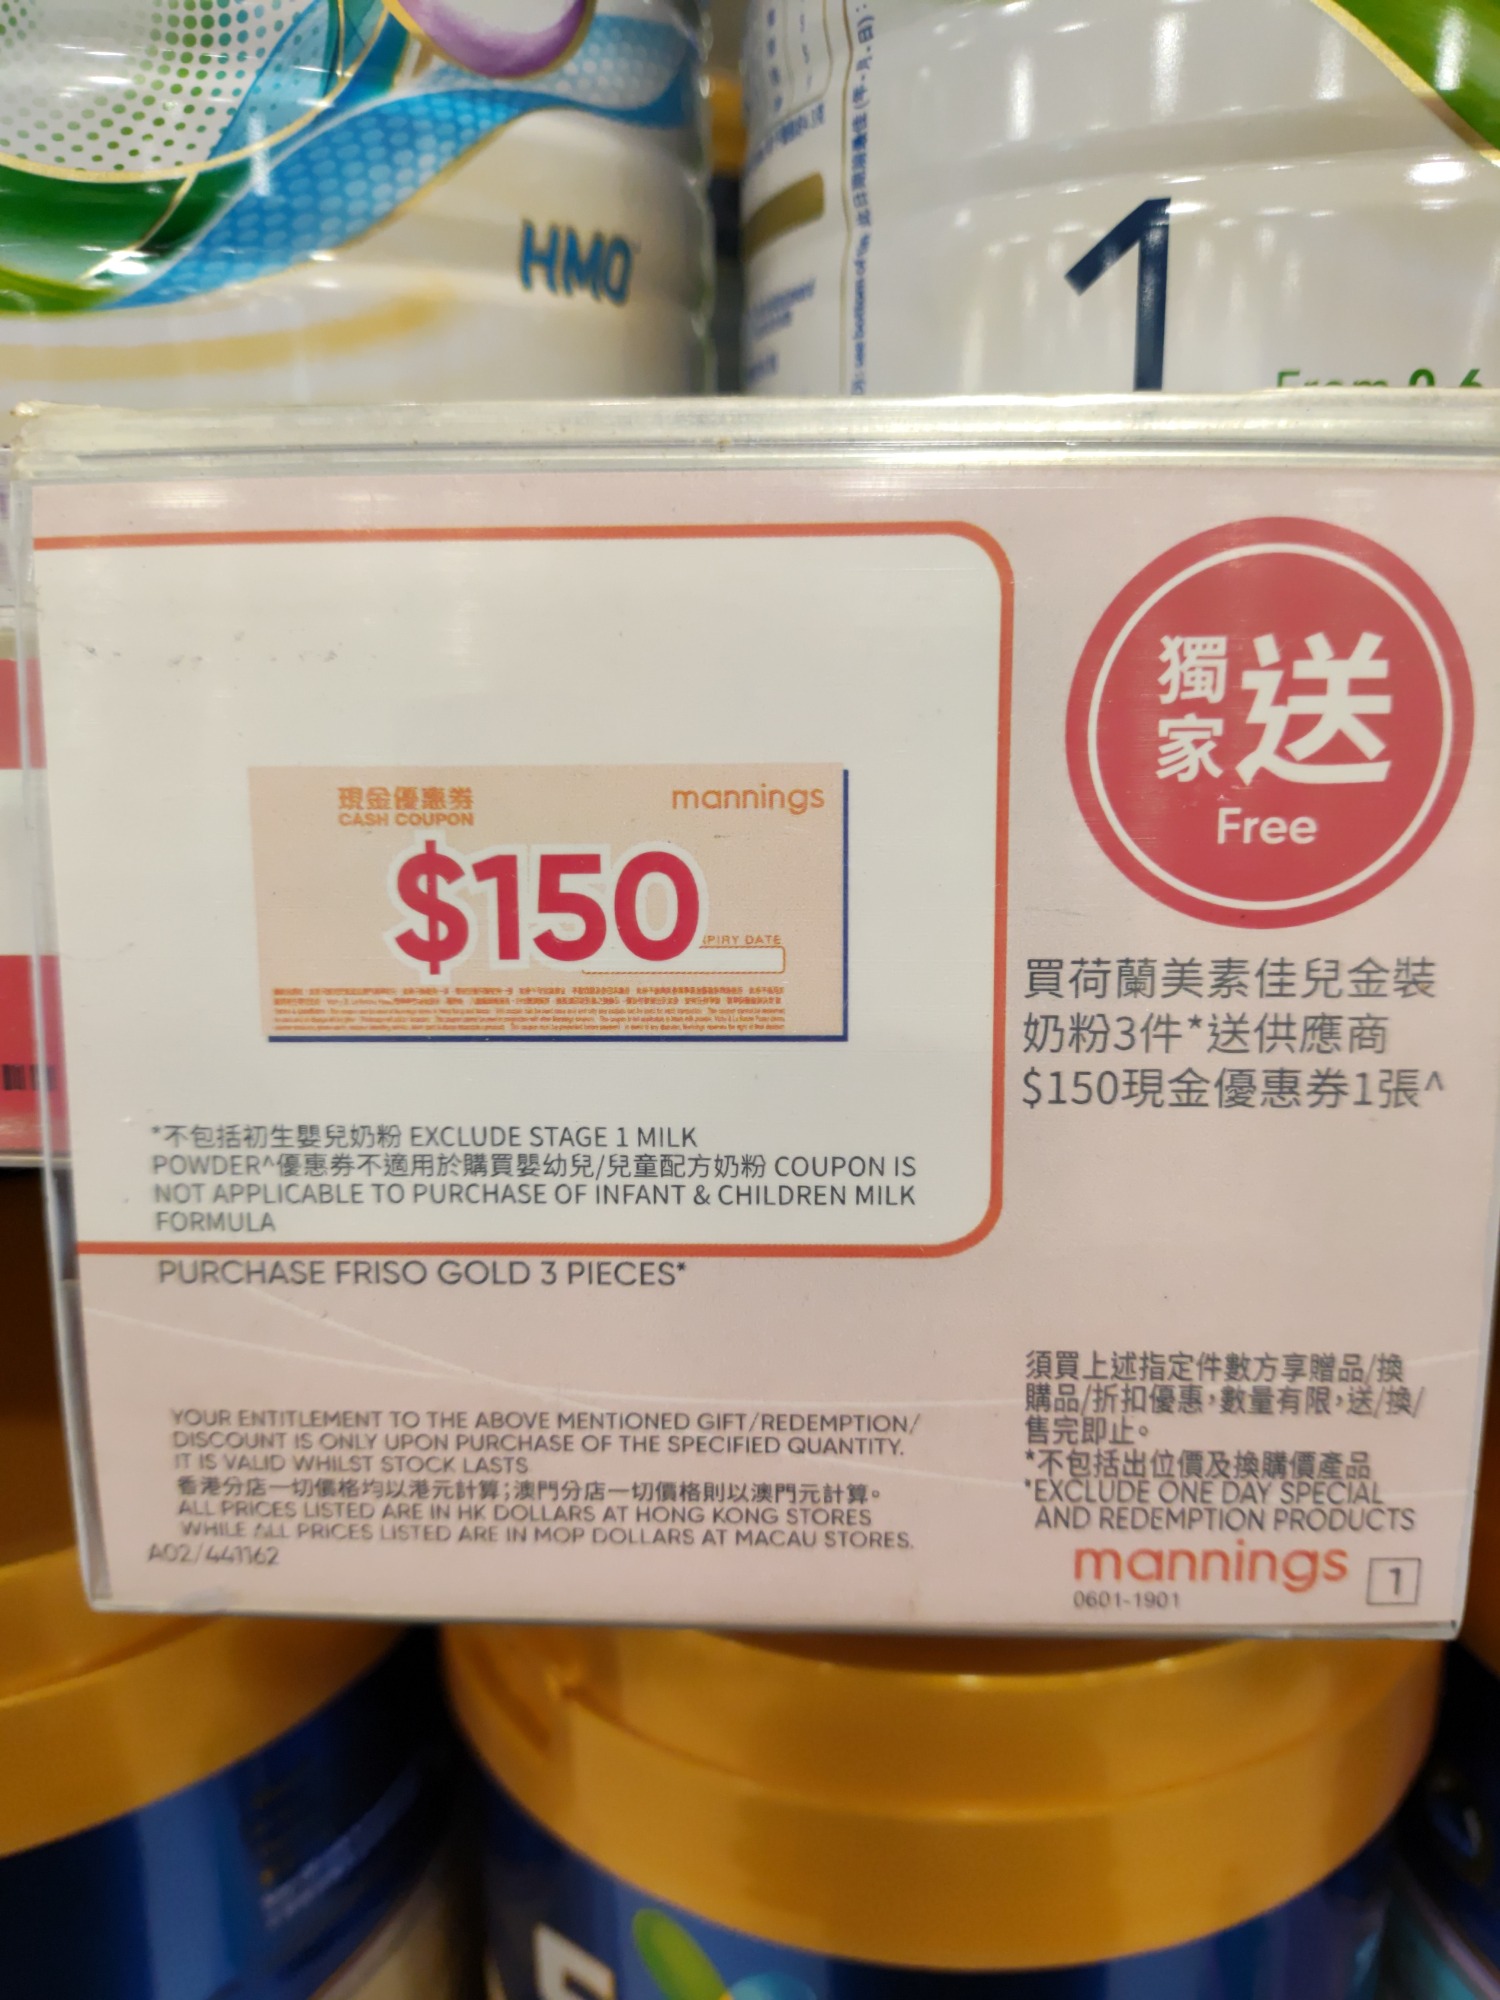 HMO
1
獨家送
Free
現金優惠券
CASH COUPON
mannings
$150
PIRY DATE
買荷蘭美素佳兒金裝
奶粉3件*送供應商
$150現金優惠券1張^
*不包括初生嬰兒奶粉 EXCLUDE STAGE 1 MILK
POWDER^優惠券不適用於購買嬰幼兒/兒童配方奶粉 COUPON IS
NOT APPLICABLE TO PURCHASE OF INFANT & CHILDREN MILK
FORMULA
PURCHASE FRISO GOLD 3 PIECES*
YOUR ENTITLEMENT TO THE ABOVE MENTIONED GIFT/REDEMPTION/
DISCOUNT IS ONLY UPON PURCHASE OF THE SPECIFIED QUANTITY.
IT IS VALID WHILST STOCK LASTS
香港分店一切價格均以港元計算;澳門分店一切價格則以澳門元計算。
ALL PRICES LISTED ARE IN HK DOLLARS AT HONG KONG STORES
WHILE ALL PRICES LISTED ARE IN MOP DOLLARS AT MACAU STORES.
A02/441162
須買上述指定件數方享贈品/換
購品/折扣優惠,數量有限,送/換/
售完即止。
*不包括出位價及換購價產品
*EXCLUDE ONE DAY SPECIAL
AND REDEMPTION PRODUCTS
mannings 1
0601-1901